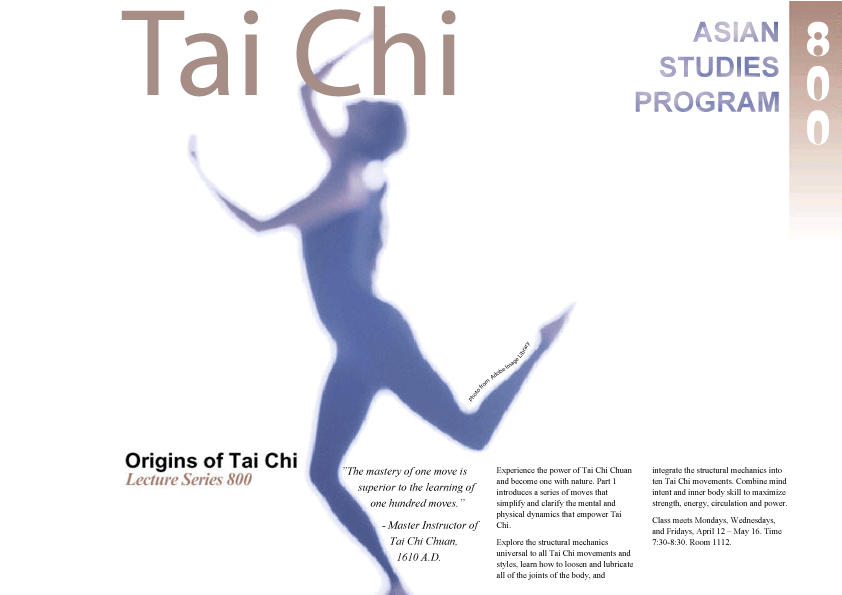 Tai Chi
ASIAN
STUDIES
PROGRAM
800
Photo from Adobe Image Library
Origins of Tai Chi
Lecture Series 800
"The mastery of one move is
superior to the learning of
one hundred moves."
- Master Instructor of
Tai Chi Chuan,
1610 A.D.
Experience the power of Tai Chi Chuan
and become one with nature. Part 1
introduces a series of moves that
simplify and clarify the mental and
physical dynamics that empower Tai
Chi.
Explore the structural mechanics
universal to all Tai Chi movements and
styles, learn how to loosen and lubricate
all of the joints of the body, and
integrate the structural mechanics into
ten Tai Chi movements. Combine mind
intent and inner body skill to maximize
strength, energy, circulation and power.
Class meets Mondays, Wednesdays,
and Fridays, April 12 – May 16. Time
7:30-8:30. Room 1112.